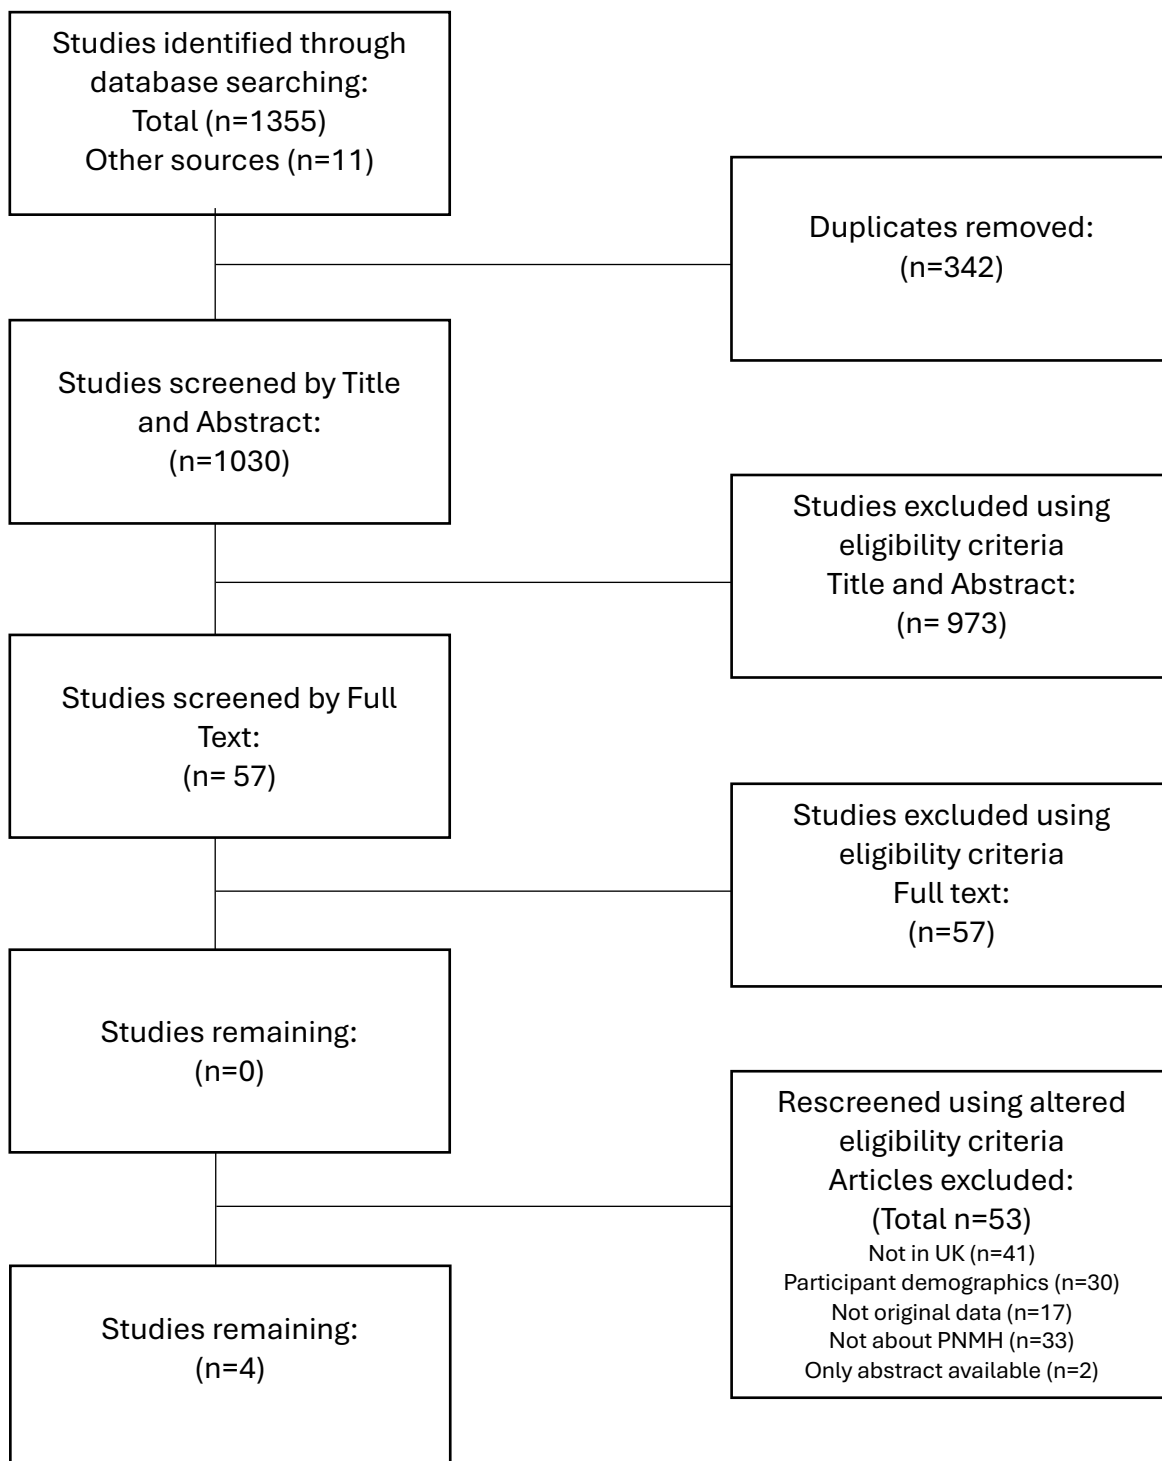 Studies identified through
database searching:
Total (n=1355)
Other sources (n=11)
Duplicates removed:
(n=342)
Studies screened by Title
and Abstract:
(n=1030)
Studies excluded using
eligibility criteria
Title and Abstract:
(n= 973)
Studies screened by Full
Text:
(n= 57)
Studies excluded using
eligibility criteria
Full text:
(n=57)
Studies remaining:
(n=0)
Rescreened using altered
eligibility criteria
Articles excluded:
(Total n=53)
Not in UK (n=41)
Participant demographics (n=30)
Not original data (n=17)
Not about PNMH (n=33)
Only abstract available (n=2)
Studies remaining:
(n=4)